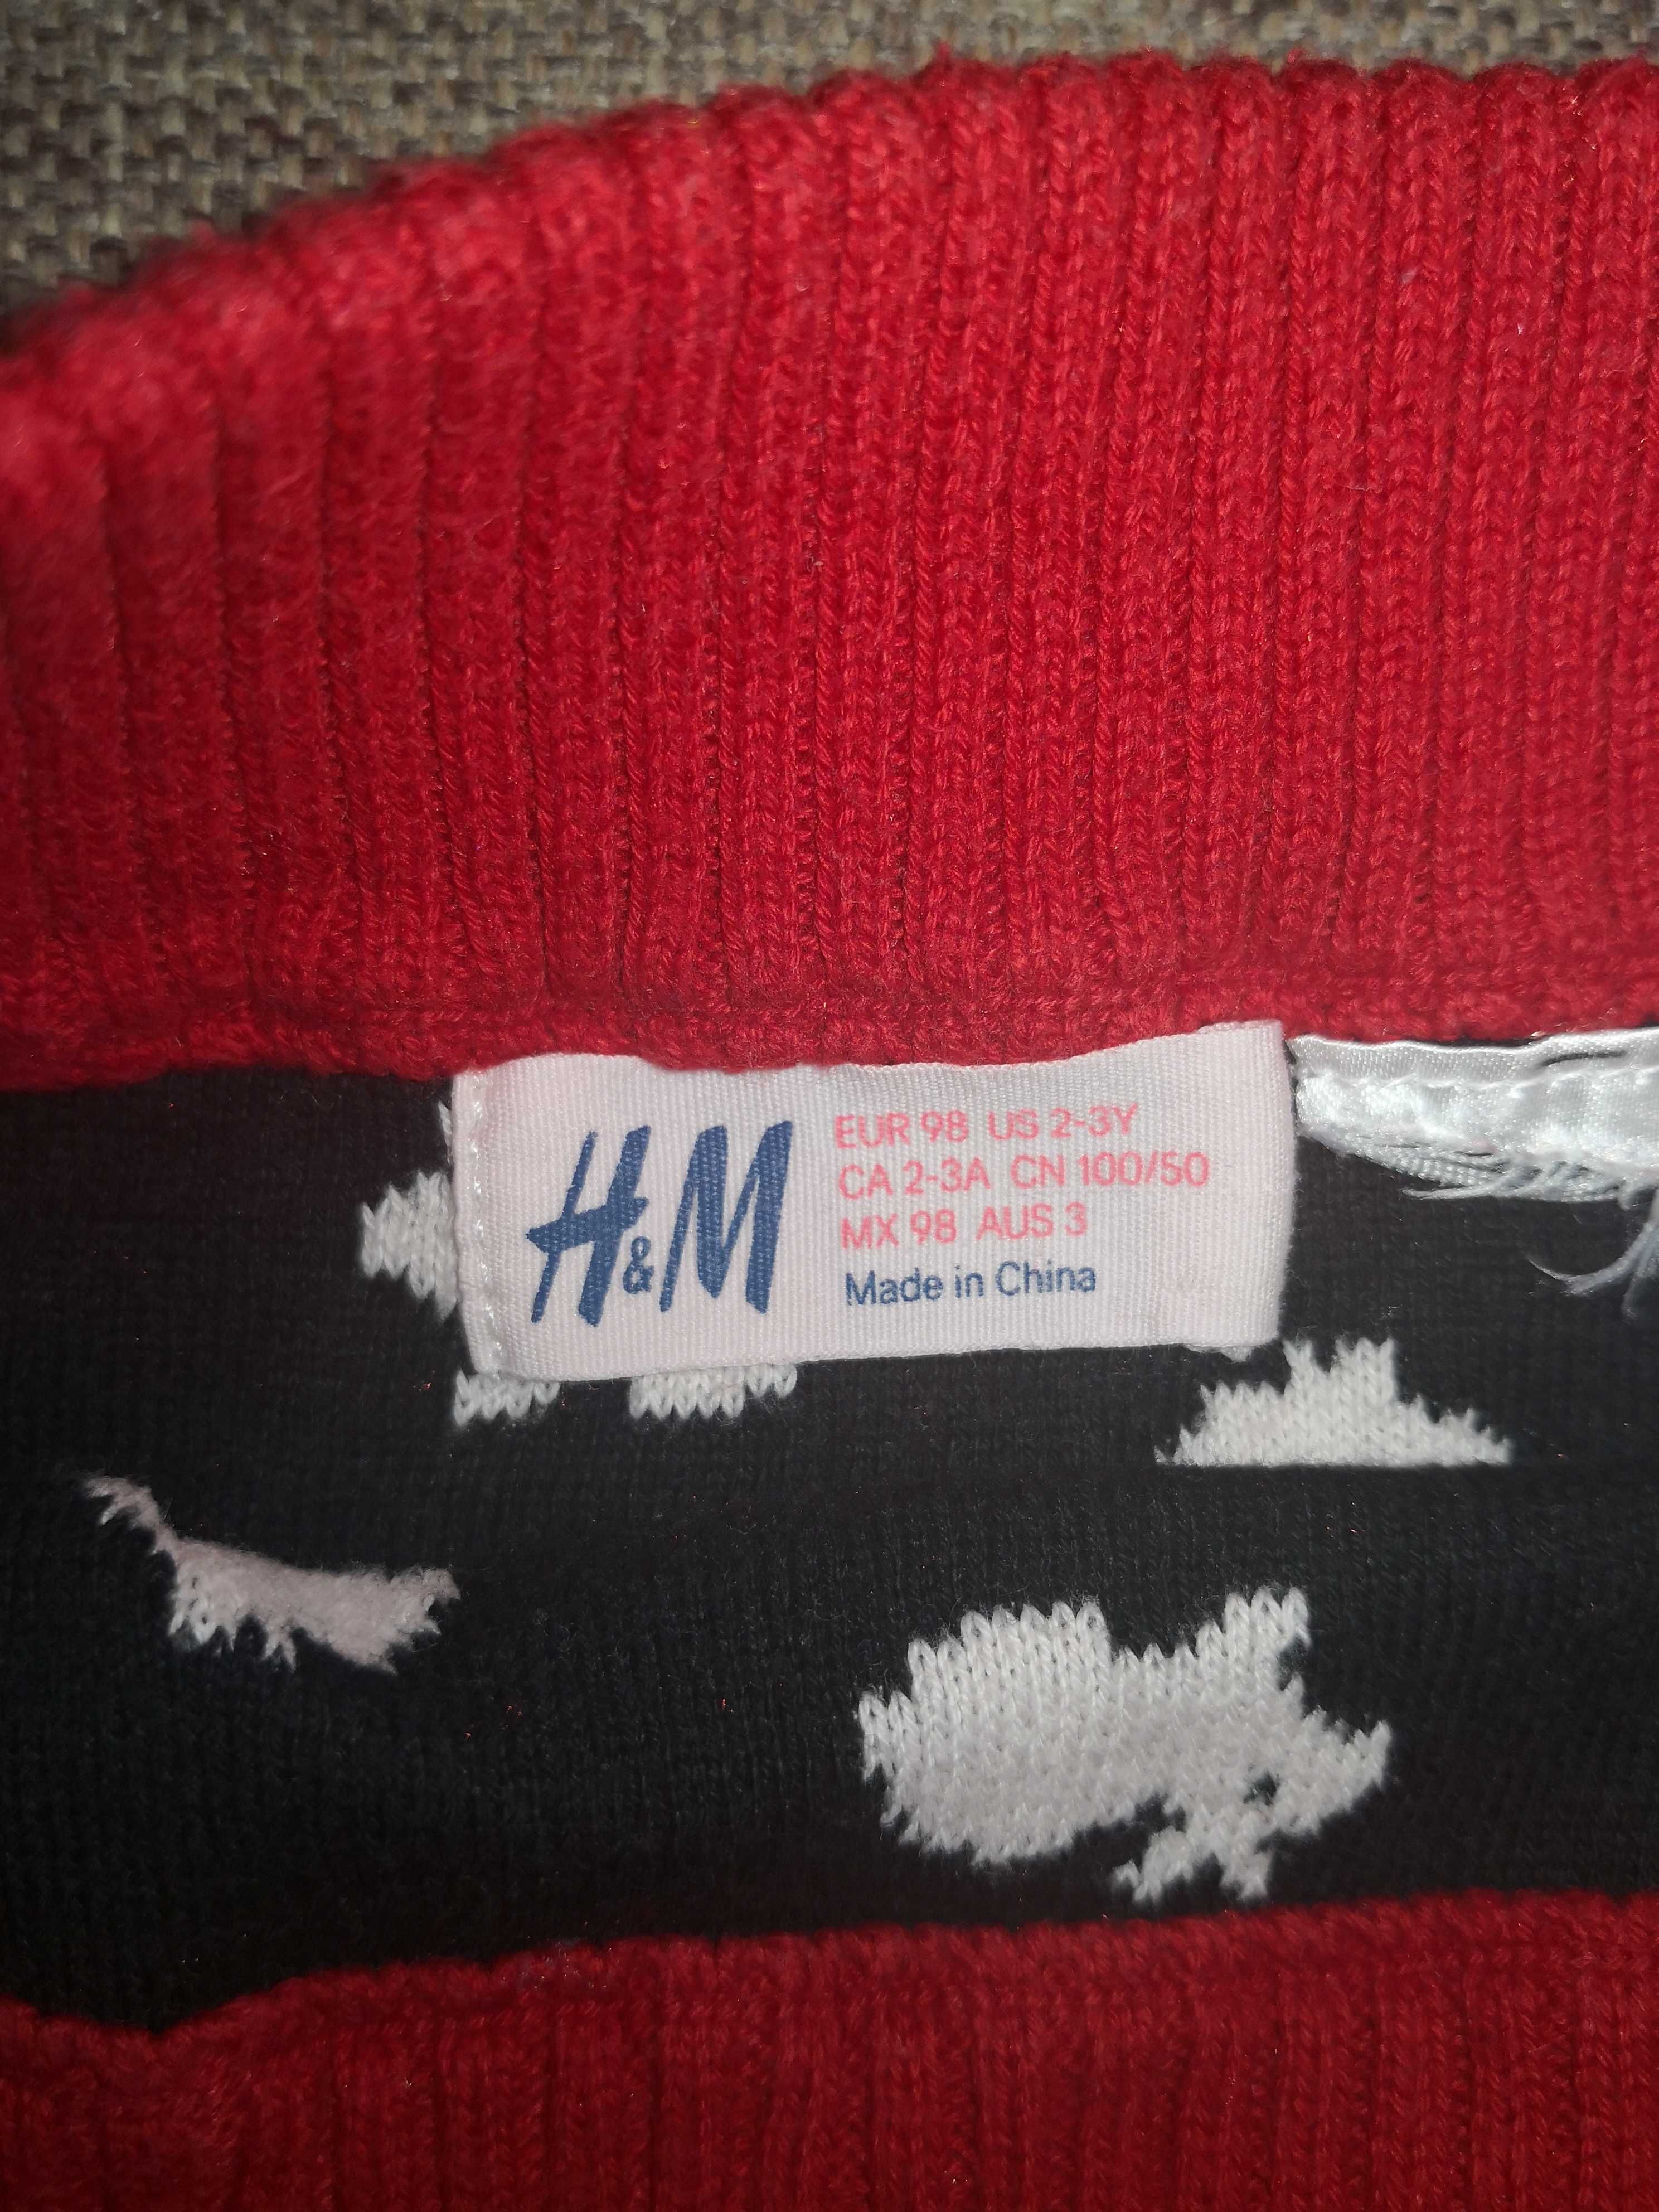 H&M
EUR 98 US 2-3Y
CA 2-3A CN 100/50
MX 98 AUS 3
Made in China